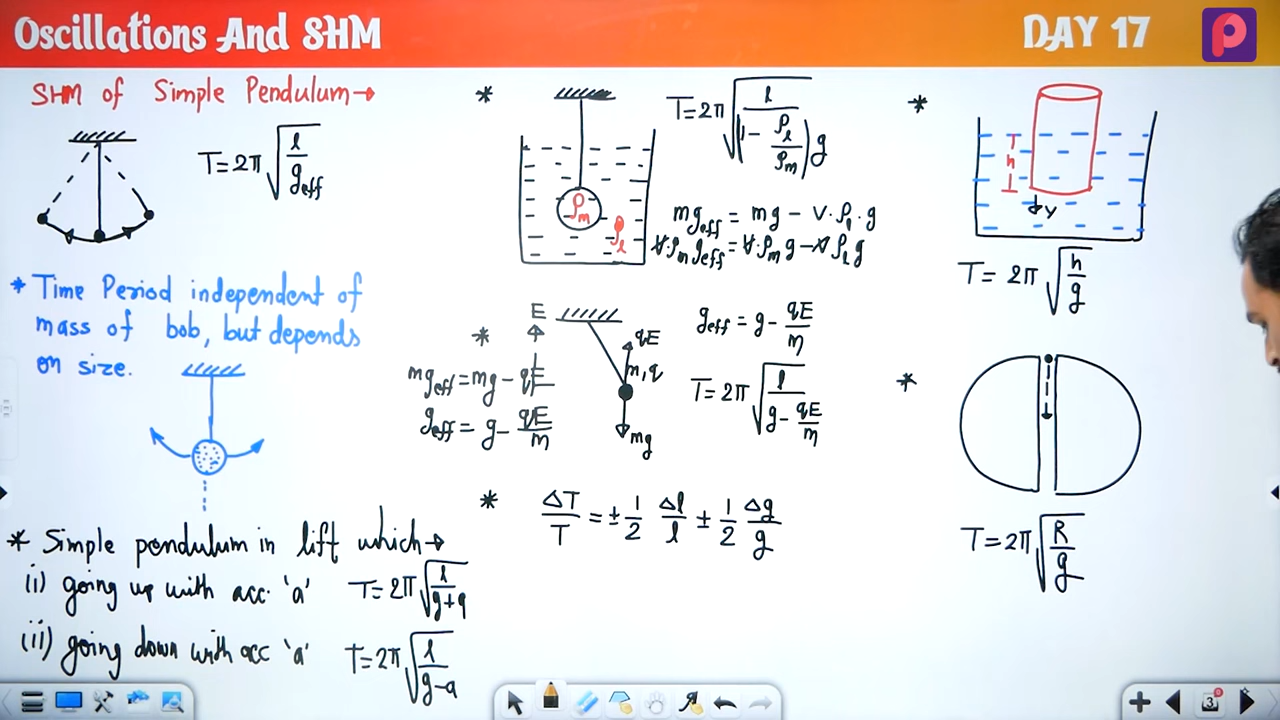 Oscillations And SHM
DAY 17
SHM of Simple Pendulum→
T=2π√(l/g_eff)
* Time Period independent of
mass of bob, but depends
on size.
* Simple pendulum in lift which→
(i) going up with acc. 'a' T=2π√(l/(g+a))
(ii) going down with acc 'a' T=2π√(l/(g-a))
*
T=2π√(l/((1-ρ_l/ρ_m)g))
ρ_m
ρ_l
mg_eff = mg - V·ρ_l·g
V·ρ_m g_eff = V·ρ_m g - Vρ_l g
*
E
qE
m,q
mg
mg_eff = mg - qE
g_eff = g - qE/m
g_eff = g - qE/m
T=2π√(l/(g - qE/m))
* ΔT/T = ±1/2 Δl/l ± 1/2 Δg/g
*
h
y
T= 2π√(h/g)
*
T=2π√(R/g)
3